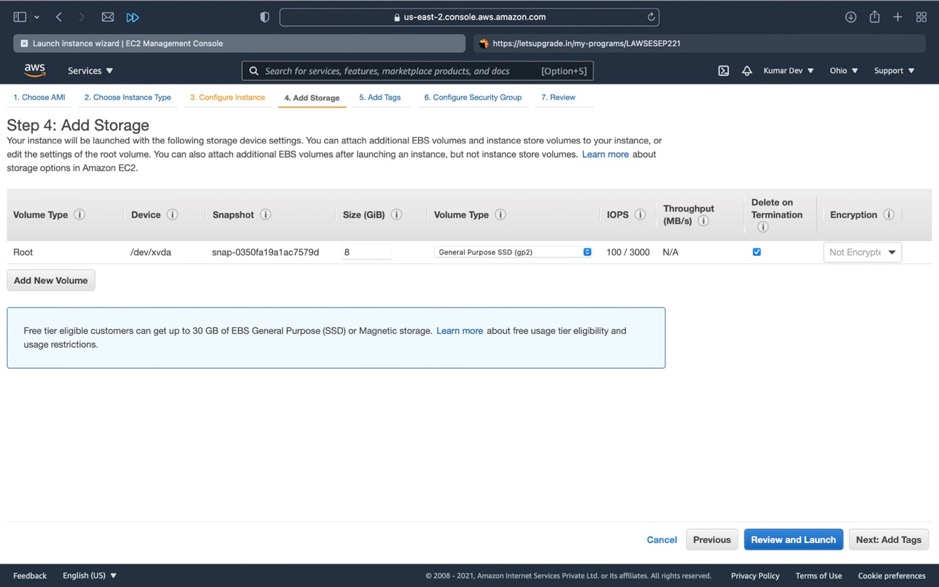 us-east-2.console.aws.amazon.com
Launch instance wizard | EC2 Management Console
https://letsupgrade.in/my-programs/LAWSESEP221
aws
Services
Search for services, features, marketplace products, and docs
[Option+S]
Kumar Dev
Ohio
Support
1. Choose AMI
2. Choose Instance Type
3. Configure Instance
4. Add Storage
5. Add Tags
6. Configure Security Group
7. Review
Step 4: Add Storage
Your instance will be launched with the following storage device settings. You can attach additional EBS volumes and instance store volumes to your instance, or
edit the settings of the root volume. You can also attach additional EBS volumes after launching an instance, but not instance store volumes. Learn more about
storage options in Amazon EC2.
Volume Type
Device
Snapshot
Size (GiB)
Volume Type
IOPS
Throughput
(MB/s)
Delete on
Termination
Encryption
Root
/dev/xvda
snap-0350fa19a1ac7579d
8
General Purpose SSD (gp2)
100 / 3000
N/A
Not Encrypte
Add New Volume
Free tier eligible customers can get up to 30 GB of EBS General Purpose (SSD) or Magnetic storage. Learn more about free usage tier eligibility and
usage restrictions.
Cancel
Previous
Review and Launch
Next: Add Tags
Feedback
English (US)
© 2008 - 2021, Amazon Internet Services Private Ltd. or its affiliates. All rights reserved.
Privacy Policy
Terms of Use
Cookie preferences